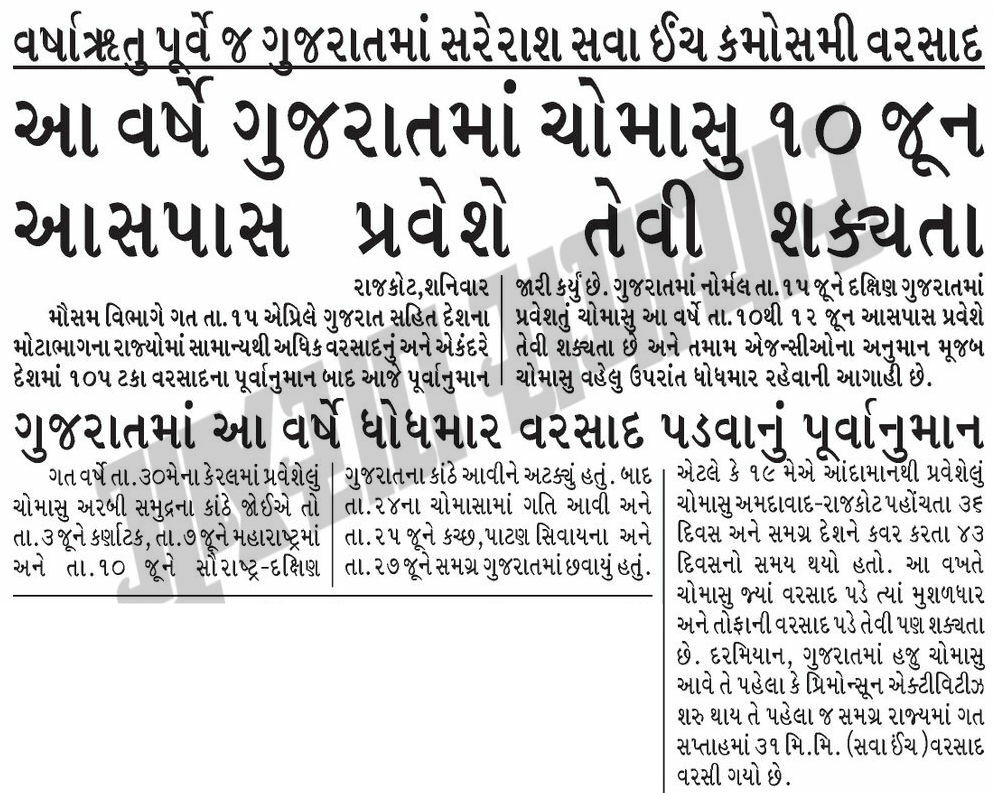 વર્ષાઋતુ પૂર્વે જ ગુજરાતમાં સરેરાશ સવા ઈંચ કમોસમી વરસાદ
આ વર્ષે ગુજરાતમાં ચોમાસુ ૧૦ જૂન
આસપાસ પ્રવેશે તેવી શક્યતા
રાજકોટ,શનિવાર
મૌસમ વિભાગે ગત તા.૧૫ એપ્રિલે ગુજરાત સહિત દેશના
મોટાભાગના રાજ્યોમાં સામાન્યથી અધિક વરસાદનું અને એકંદરે
દેશમાં ૧૦૫ ટકા વરસાદના પૂર્વાનુમાન બાદ આજે પૂર્વાનુમાન
જારી કર્યું છે. ગુજરાતમાં નોર્મલ તા.૧૫ જૂને દક્ષિણ ગુજરાતમાં
પ્રવેશતું ચોમાસુ આ વર્ષે તા.૧૦થી ૧૨ જૂન આસપાસ પ્રવેશે
તેવી શક્યતા છે અને તમામ એજન્સીઓના અનુમાન મૂજબ
ચોમાસુ વહેલુ ઉપરાંત ધોધમાર રહેવાની આગાહી છે.
ગુજરાતમાં આ વર્ષે ધોધમાર વરસાદ પડવાનું પૂર્વાનુમાન
ગત વર્ષે તા.૩૦મેના કેરલમાં પ્રવેશેલું
ચોમાસુ અરબી સમુદ્રના કાંઠે જોઈએ તો
તા.૩જૂને કર્ણાટક, તા.૭ જૂને મહારાષ્ટ્રમાં
અને તા.૧૦ જૂને સૌરાષ્ટ્ર-દક્ષિણ
ગુજરાતના કાંઠે આવીને અટક્યું હતું. બાદ
તા.૨૪ના ચોમાસામાં ગતિ આવી અને
તા.૨૫ જૂને કચ્છ,પાટણ સિવાયના અને
તા.૨૭ જૂને સમગ્ર ગુજરાતમાં છવાયું હતું.
એટલે કે ૧૯ મેએ આંદામાનથી પ્રવેશેલું
ચોમાસુ અમદાવાદ-રાજકોટ પહોંચતા ૩૬
દિવસ અને સમગ્ર દેશને કવર કરતા ૪૩
દિવસનો સમય થયો હતો. આ વખતે
ચોમાસુ જ્યાં વરસાદ પડે ત્યાં મુશળધાર
અને તોફાની વરસાદ પડે તેવી પણ શક્યતા
છે. દરમિયાન, ગુજરાતમાં હજુ ચોમાસુ
આવે તે પહેલા કે પ્રિમોન્સૂન એક્ટીવિટીઝ
શરુ થાય તે પહેલા જ સમગ્ર રાજ્યમાં ગત
સપ્તાહમાં ૩૧ મિ.મિ. (સવા ઈંચ )વરસાદ
વરસી ગયો છે.
ગુજરાત સમાચાર